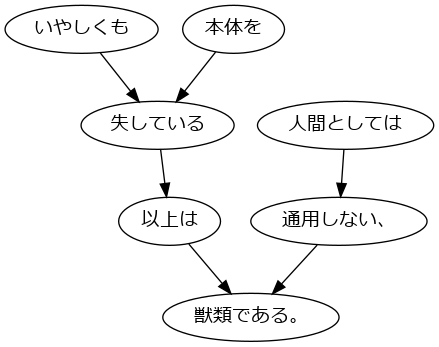 いやしくも
本体を
失している
人間としては
以上は
通用しない、
獣類である。